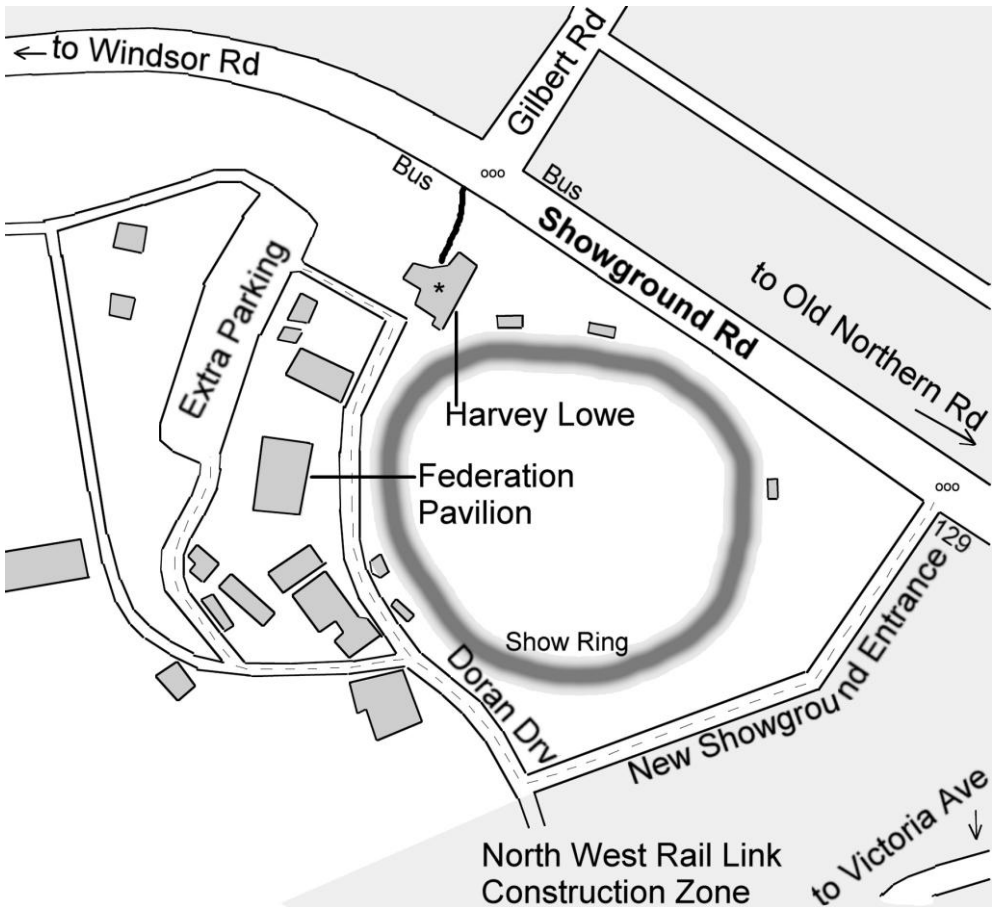 to Windsor Rd
Gilbert Rd
Bus
ooo
Bus
Showground Rd
to Old Northern Rd
Extra Parking
*
Harvey Lowe
Federation
Pavilion
ooo
129
New Showground Entrance
Show Ring
Doran Drv
to Victoria Ave
North West Rail Link
Construction Zone